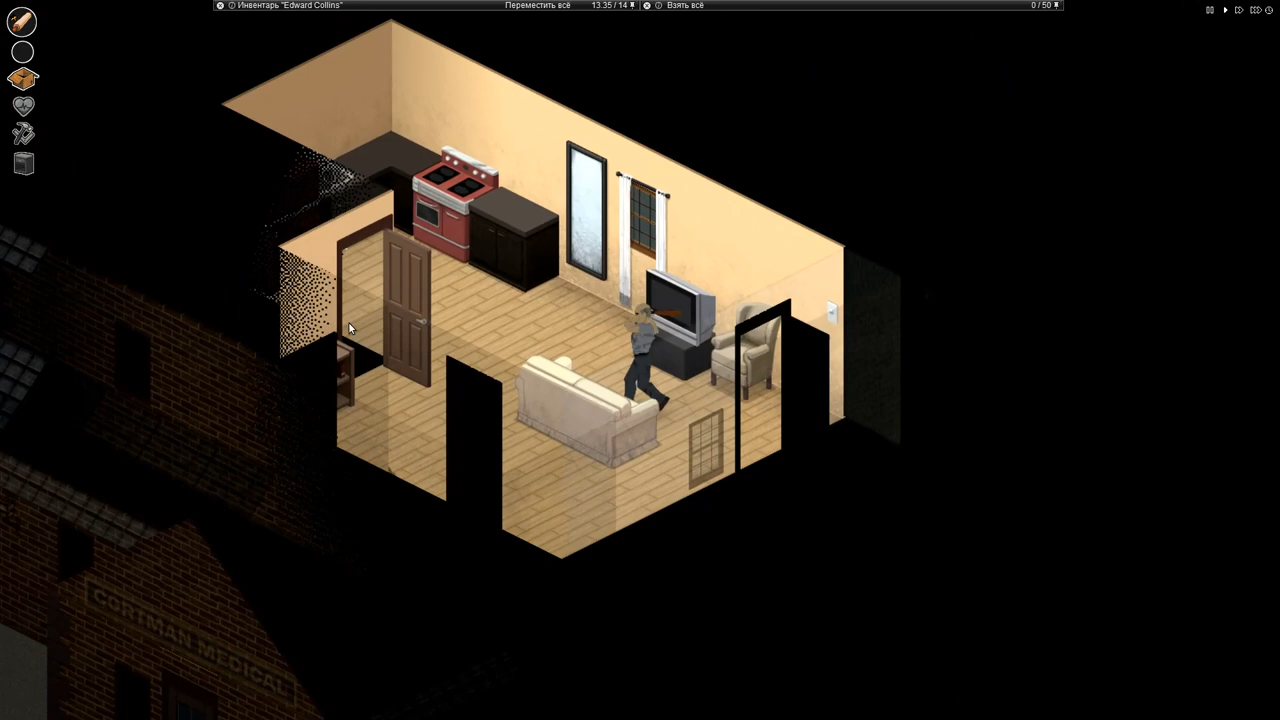 Инвентарь "Edward Collins" Переместить всё 13.35 / 14 Взять всё 0 / 50
CORTMAN MEDICAL